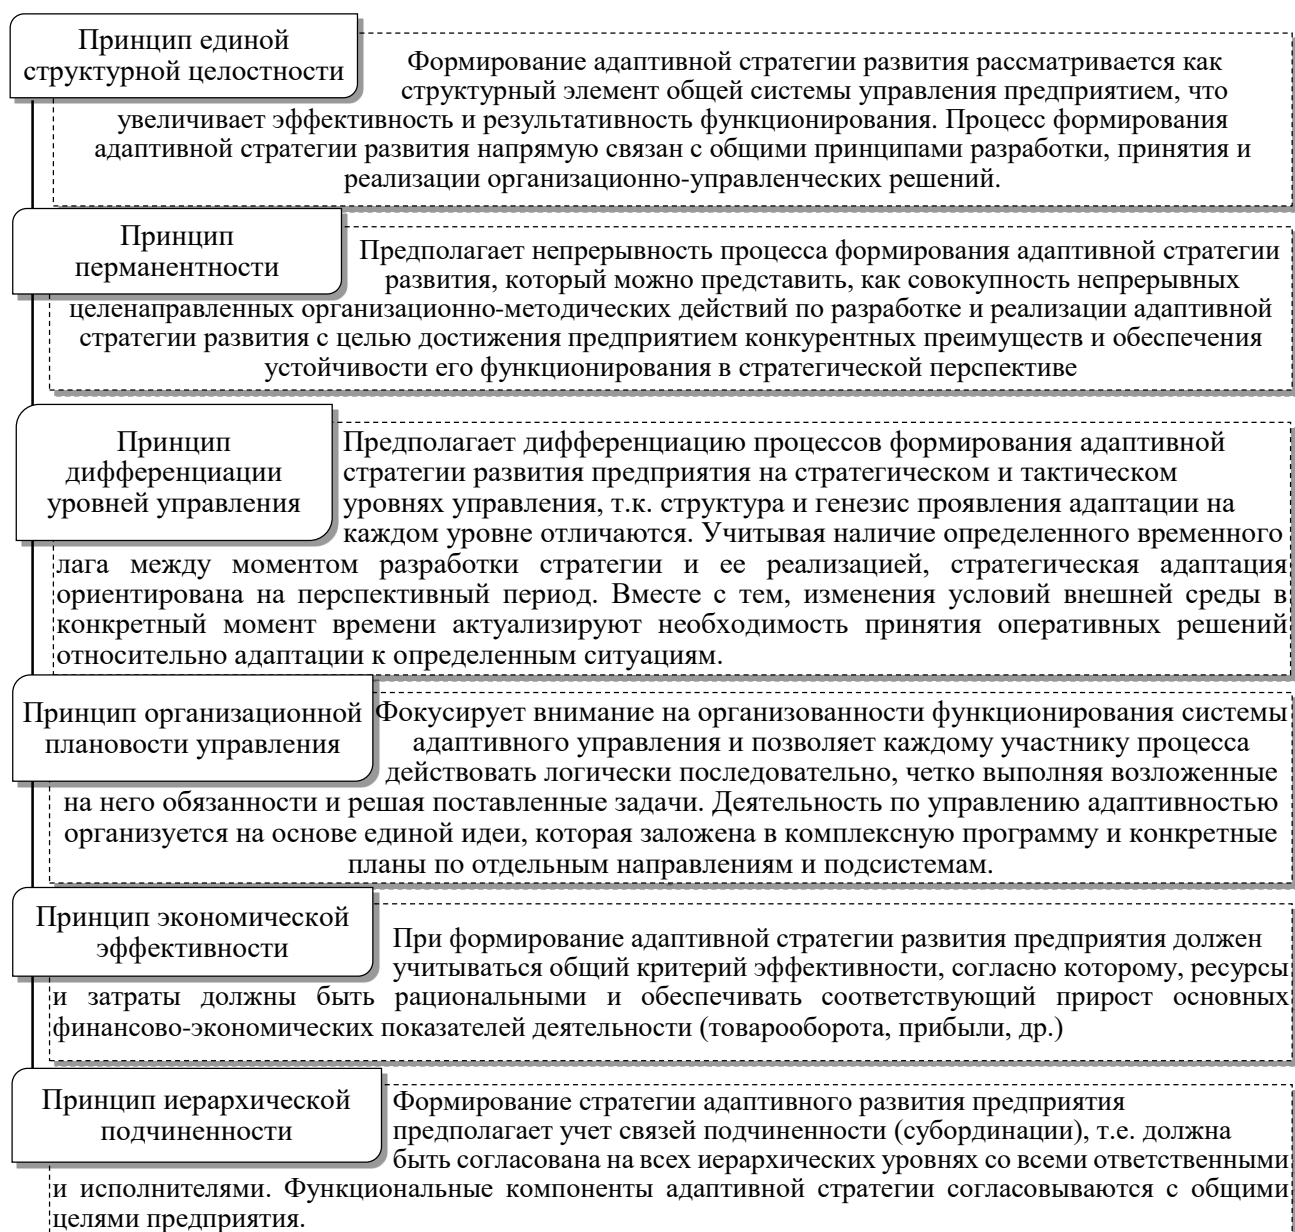 Принцип единой
структурной целостности
Формирование адаптивной стратегии развития рассматривается как
структурный элемент общей системы управления предприятием, что
увеличивает эффективность и результативность функционирования. Процесс формирования
адаптивной стратегии развития напрямую связан с общими принципами разработки, принятия и
реализации организационно-управленческих решений.
Принцип
перманентности
Предполагает непрерывность процесса формирования адаптивной стратегии
развития, который можно представить, как совокупность непрерывных
целенаправленных организационно-методических действий по разработке и реализации адаптивной
стратегии развития с целью достижения предприятием конкурентных преимуществ и обеспечения
устойчивости его функционирования в стратегической перспективе
Принцип
дифференциации
уровней управления
Предполагает дифференциацию процессов формирования адаптивной
стратегии развития предприятия на стратегическом и тактическом
уровнях управления, т.к. структура и генезис проявления адаптации на
каждом уровне отличаются. Учитывая наличие определенного временного
лага между моментом разработки стратегии и ее реализацией, стратегическая адаптация
ориентирована на перспективный период. Вместе с тем, изменения условий внешней среды в
конкретный момент времени актуализируют необходимость принятия оперативных решений
относительно адаптации к определенным ситуациям.
Принцип организационной
плановости управления
Фокусирует внимание на организованности функционирования системы
адаптивного управления и позволяет каждому участнику процесса
действовать логически последовательно, четко выполняя возложенные
на него обязанности и решая поставленные задачи. Деятельность по управлению адаптивностью
организуется на основе единой идеи, которая заложена в комплексную программу и конкретные
планы по отдельным направлениям и подсистемам.
Принцип экономической
эффективности
При формирование адаптивной стратегии развития предприятия должен
учитываться общий критерий эффективности, согласно которому, ресурсы
и затраты должны быть рациональными и обеспечивать соответствующий прирост основных
финансово-экономических показателей деятельности (товарооборота, прибыли, др.)
Принцип иерархической
подчиненности
Формирование стратегии адаптивного развития предприятия
предполагает учет связей подчиненности (субординации), т.е. должна
быть согласована на всех иерархических уровнях со всеми ответственными
и исполнителями. Функциональные компоненты адаптивной стратегии согласовываются с общими
целями предприятия.